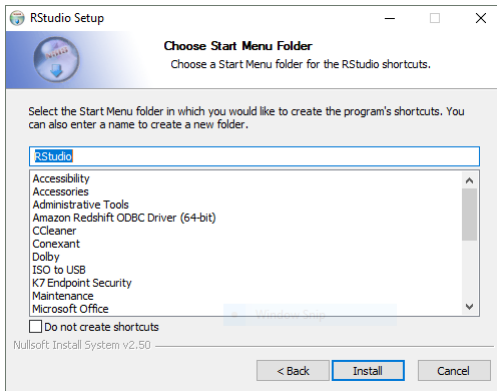 RStudio Setup
Choose Start Menu Folder
Choose a Start Menu folder for the RStudio shortcuts.
Select the Start Menu folder in which you would like to create the program's shortcuts. You
can also enter a name to create a new folder.
RStudio
Accessibility
Accessories
Administrative Tools
Amazon Redshift ODBC Driver (64-bit)
CCleaner
Conexant
Dolby
ISO to USB
K7 Endpoint Security
Maintenance
Microsoft Office
Window Snip
Do not create shortcuts
Nullsoft Install System v2.50
< Back Install Cancel